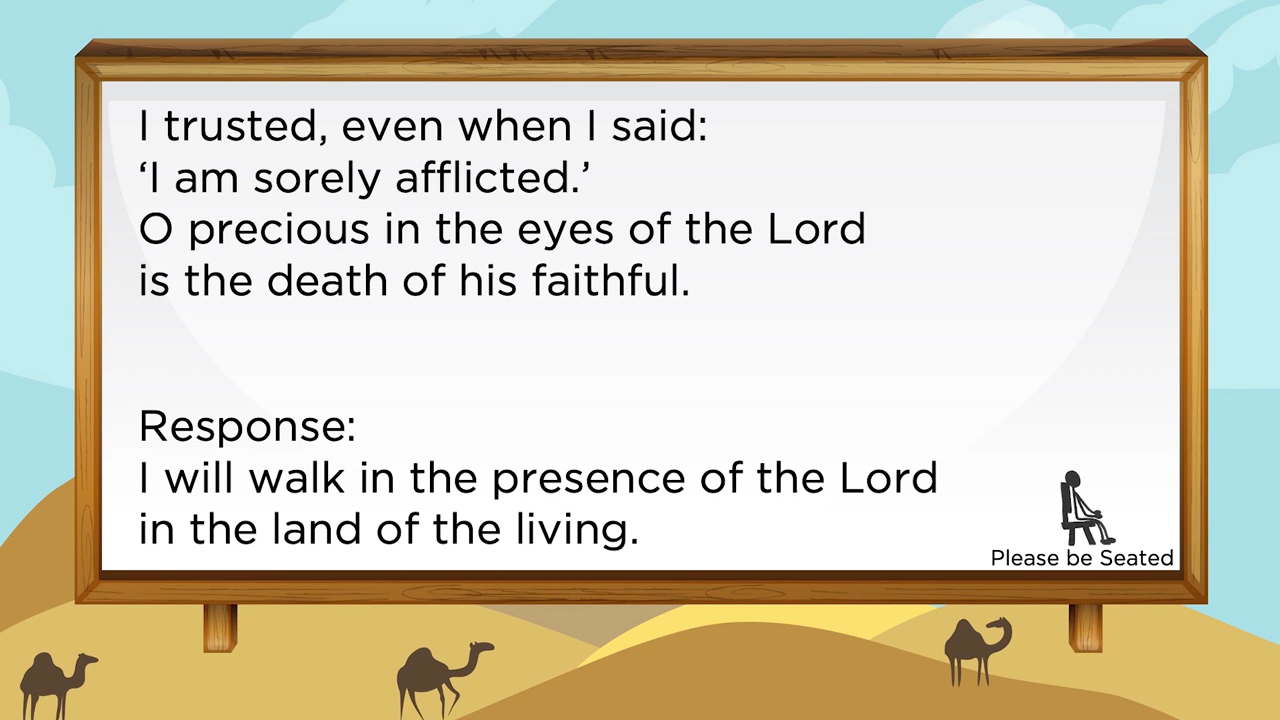 I trusted, even when I said:
‘I am sorely afflicted.’
O precious in the eyes of the Lord
is the death of his faithful.
Response:
I will walk in the presence of the Lord
in the land of the living.
Please be Seated